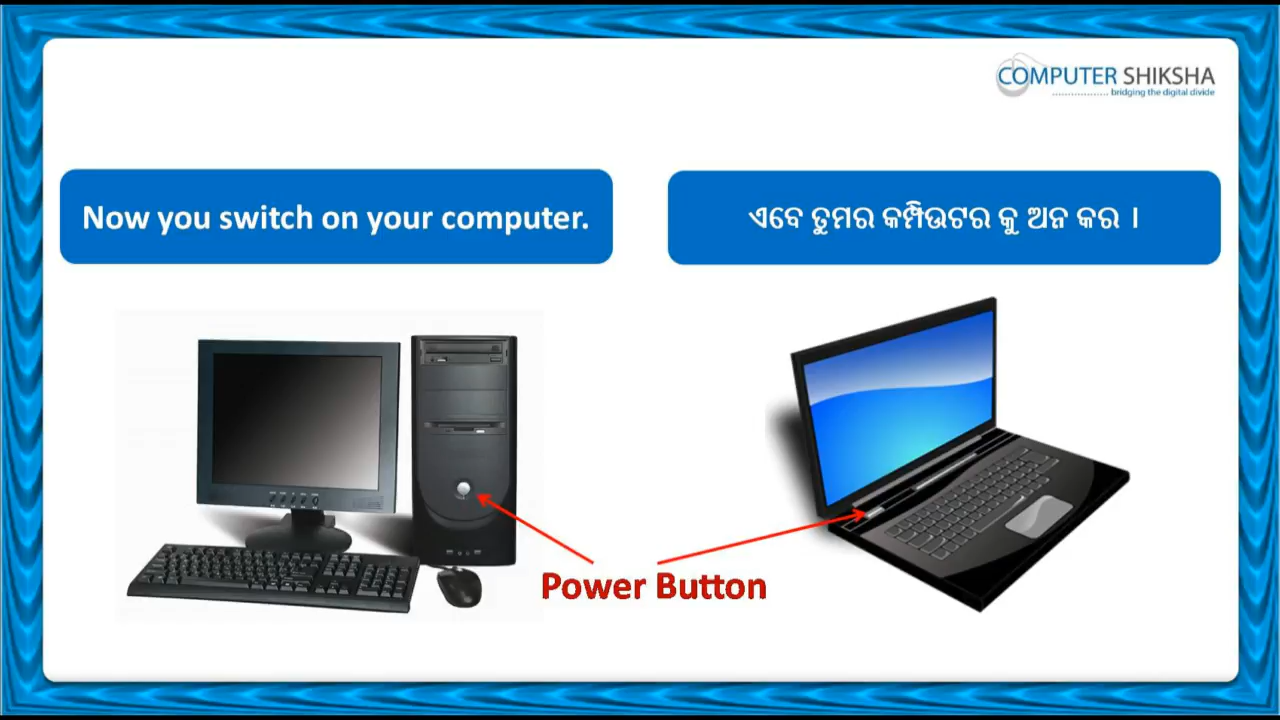 COMPUTER SHIKSHA
bridging the digital divide
Now you switch on your computer.
ଏବେ ତୁମର କମ୍ପିଉଟର କୁ ଅନ କର ।
Power Button